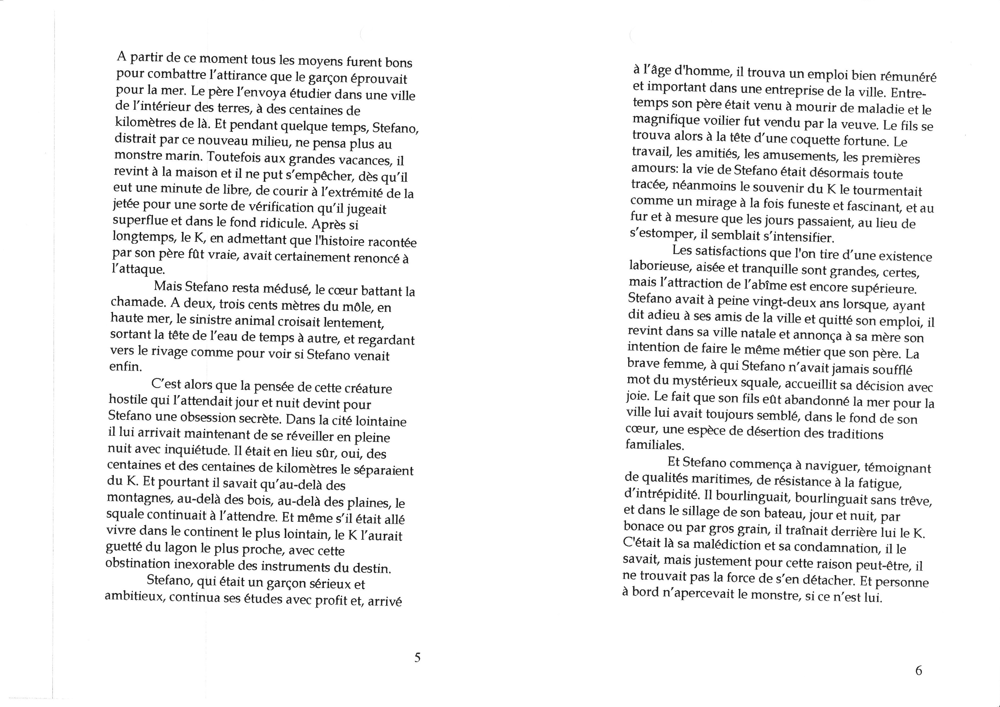 A partir de ce moment tous les moyens furent bons
pour combattre l'attirance que le garçon éprouvait
pour la mer. Le père l'envoya étudier dans une ville
de l'intérieur des terres, à des centaines de
kilomètres de là. Et pendant quelque temps, Stefano,
distrait par ce nouveau milieu, ne pensa plus au
monstre marin. Toutefois aux grandes vacances, il
revint à la maison et il ne put s'empêcher, dès qu'il
eut une minute de libre, de courir à l'extrémité de la
jetée pour une sorte de vérification qu'il jugeait
superflue et dans le fond ridicule. Après si
longtemps, le K, en admettant que l'histoire racontée
par son père fût vraie, avait certainement renoncé à
l'attaque.
Mais Stefano resta médusé, le cœur battant la
chamade. A deux, trois cents mètres du môle, en
haute mer, le sinistre animal croisait lentement,
sortant la tête de l'eau de temps à autre, et regardant
vers le rivage comme pour voir si Stefano venait
enfin.
C'est alors que la pensée de cette créature
hostile qui l'attendait jour et nuit devint pour
Stefano une obsession secrète. Dans la cité lointaine
il lui arrivait maintenant de se réveiller en pleine
nuit avec inquiétude. Il était en lieu sûr, oui, des
centaines et des centaines de kilomètres le séparaient
du K. Et pourtant il savait qu'au-delà des
montagnes, au-delà des bois, au-delà des plaines, le
squale continuait à l'attendre. Et même s'il était allé
vivre dans le continent le plus lointain, le K l'aurait
guetté du lagon le plus proche, avec cette
obstination inexorable des instruments du destin.
Stefano, qui était un garçon sérieux et
ambitieux, continua ses études avec profit et, arrivé
5
à l'âge d'homme, il trouva un emploi bien rémunéré
et important dans une entreprise de la ville. Entre-
temps son père était venu à mourir de maladie et le
magnifique voilier fut vendu par la veuve. Le fils se
trouva alors à la tête d'une coquette fortune. Le
travail, les amitiés, les amusements, les premières
amours: la vie de Stefano était désormais toute
tracée, néanmoins le souvenir du K le tourmentait
comme un mirage à la fois funeste et fascinant, et au
fur et à mesure que les jours passaient, au lieu de
s'estomper, il semblait s'intensifier.
Les satisfactions que l'on tire d'une existence
laborieuse, aisée et tranquille sont grandes, certes,
mais l'attraction de l'abîme est encore supérieure.
Stefano avait à peine vingt-deux ans lorsque, ayant
dit adieu à ses amis de la ville et quitté son emploi, il
revint dans sa ville natale et annonça à sa mère son
intention de faire le même métier que son père. La
brave femme, à qui Stefano n'avait jamais soufflé
mot du mystérieux squale, accueillit sa décision avec
joie. Le fait que son fils eût abandonné la mer pour la
ville lui avait toujours semblé, dans le fond de son
cœur, une espèce de désertion des traditions
familiales.
Et Stefano commença à naviguer, témoignant
de qualités maritimes, de résistance à la fatigue,
d'intrépidité. Il bourlinguait, bourlinguait sans trêve,
et dans le sillage de son bateau, jour et nuit, par
bonace ou par gros grain, il traînait derrière lui le K.
C'était là sa malédiction et sa condamnation, il le
savait, mais justement pour cette raison peut-être, il
ne trouvait pas la force de s'en détacher. Et personne
à bord n'apercevait le monstre, si ce n'est lui.
6